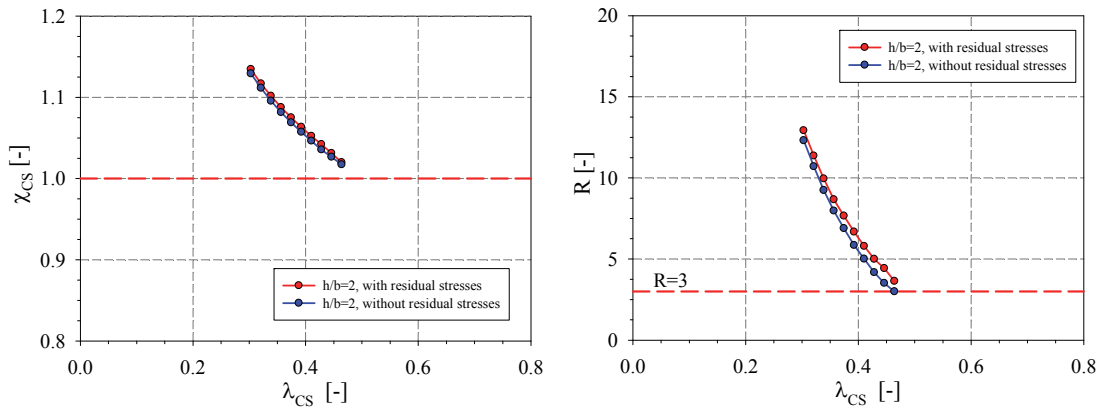 1.2
1.1
1.0
0.9
0.8
χCS [-]
h/b=2, with residual stresses
h/b=2, without residual stresses
0.0 0.2 0.4 0.6 0.8
λCS [-]
20
15
10
5
0
R [-]
h/b=2, with residual stresses
h/b=2, without residual stresses
R=3
0.0 0.2 0.4 0.6 0.8
λCS [-]